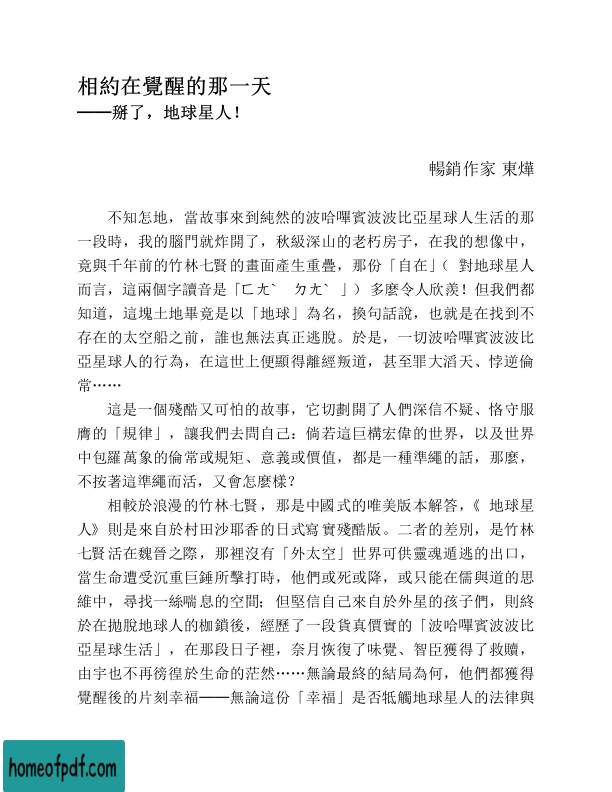 相約在覺醒的那一天
——掰了，地球星人！
暢銷作家 東燁
不知怎地，當故事來到純然的波哈嗶賓波波比亞星球人生活的那
一段時，我的腦門就炸開了，秋級深山的老朽房子，在我的想像中，
竟與千年前的竹林七賢的畫面產生重疊，那份「自在」（ 對地球星人
而言，這兩個字讀音是「ㄈㄤˋ ㄉㄤˋ 」）多麼令人欣羨！但我們都
知道，這塊土地畢竟是以「地球」為名，換句話說，也就是在找到不
存在的太空船之前，誰也無法真正逃脫。於是，一切波哈嗶賓波波比
亞星球人的行為，在這世上便顯得離經叛道，甚至罪大滔天、悖逆倫
常……
這是一個殘酷又可怕的故事，它切劃開了人們深信不疑、恪守服
膺的「規律」，讓我們去問自己：倘若這巨構宏偉的世界，以及世界
中包羅萬象的倫常或規矩、意義或價值，都是一種準繩的話，那麼，
不按著這準繩而活，又會怎麼樣？
相較於浪漫的竹林七賢，那是中國式的唯美版本解答，《 地球星
人》則是來自於村田沙耶香的日式寫實殘酷版。二者的差別，是竹林
七賢活在魏晉之際，那裡沒有「外太空」世界可供靈魂遁逃的出口，
當生命遭受沉重巨錘所擊打時，他們或死或降，或只能在儒與道的思
維中，尋找一絲喘息的空間；但堅信自己來自於外星的孩子們，則終
於在拋脫地球人的枷鎖後，經歷了一段貨真價實的「波哈嗶賓波波比
亞星球生活」，在那段日子裡，奈月恢復了味覺、智臣獲得了救贖，
由宇也不再徬徨於生命的茫然……無論最終的結局為何，他們都獲得
覺醒後的片刻幸福——無論這份「幸福」是否牴觸地球星人的法律與
homeofpdf.com